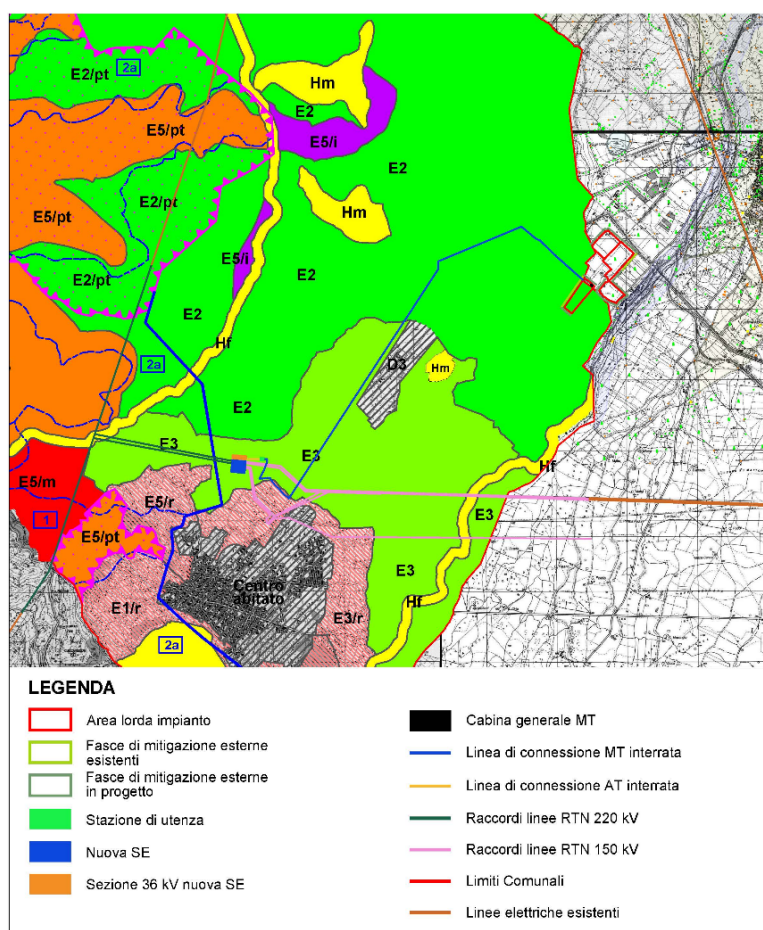 E2/pt
2a
Hm
E2
E5/i
E5/pt
E2
E2/pt
Hm
E5/pt
E5/i
E2/pt
E2
E2
Hf
D3
Hm
2a
E2
E3
E3
Hf
E5/m
E5/r
1
E5/pt
E3
Centro
abitato
E3
E1/r
E3/r
Hf
2a
LEGENDA
Area lorda impianto
Fasce di mitigazione esterne
esistenti
Fasce di mitigazione esterne
in progetto
Stazione di utenza
Nuova SE
Sezione 36 kV nuova SE
Cabina generale MT
Linea di connessione MT interrata
Linea di connessione AT interrata
Raccordi linee RTN 220 kV
Raccordi linee RTN 150 kV
Limiti Comunali
Linee elettriche esistenti